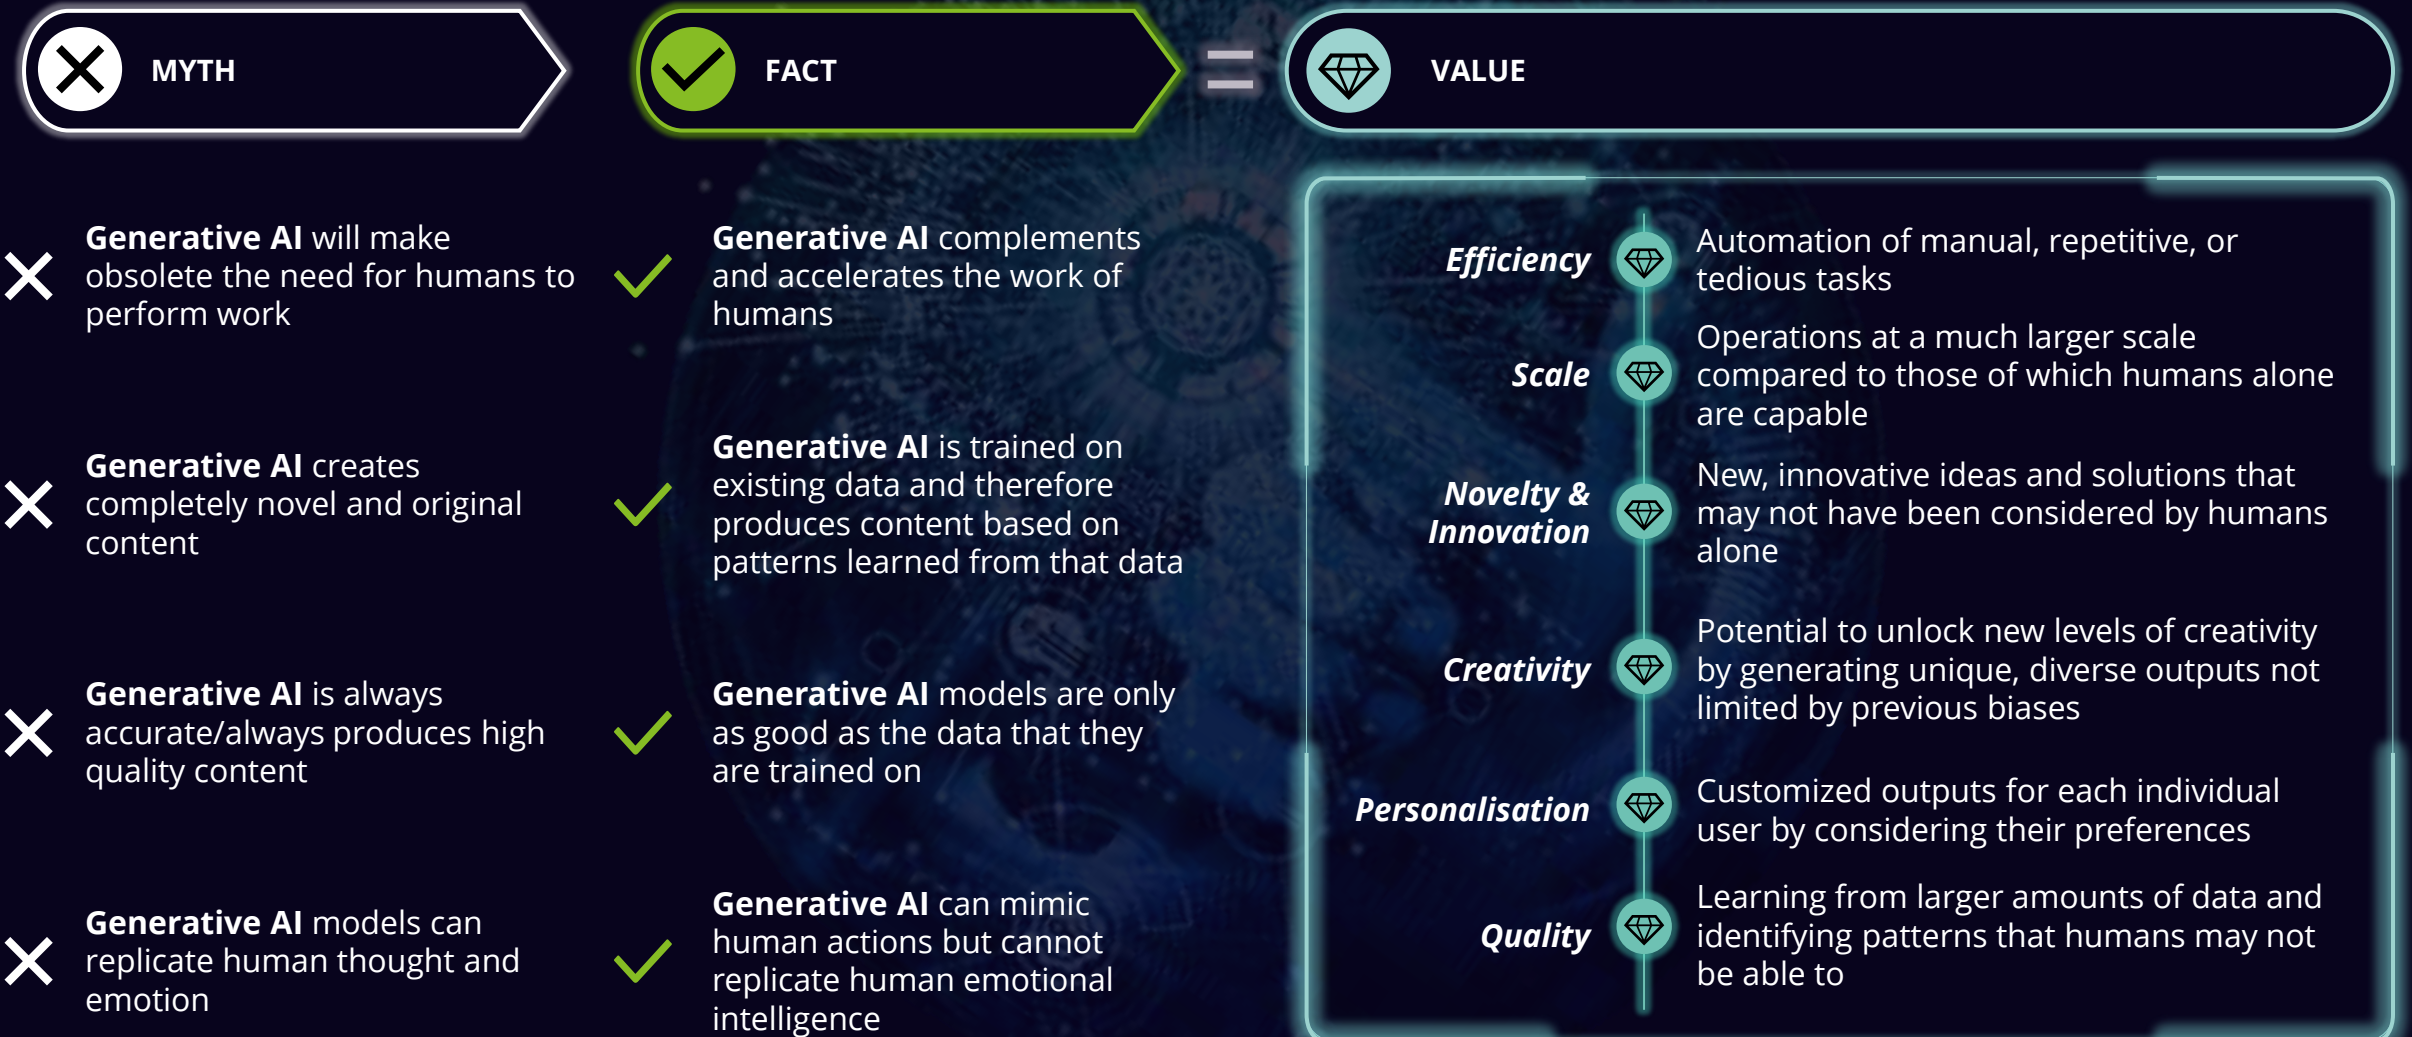 MYTH
FACT
=
VALUE
Generative AI will make
obsolete the need for humans to
perform work
Generative AI complements
and accelerates the work of
humans
Generative AI creates
completely novel and original
content
Generative AI is trained on
existing data and therefore
produces content based on
patterns learned from that data
Generative AI is always
accurate/always produces high
quality content
Generative AI models are only
as good as the data that they
are trained on
Generative AI models can
replicate human thought and
emotion
Generative AI can mimic
human actions but cannot
replicate human emotional
intelligence
Efficiency
Automation of manual, repetitive, or
tedious tasks
Scale
Operations at a much larger scale
compared to those of which humans alone
are capable
Novelty &
Innovation
New, innovative ideas and solutions that
may not have been considered by humans
alone
Creativity
Potential to unlock new levels of creativity
by generating unique, diverse outputs not
limited by previous biases
Personalisation
Customized outputs for each individual
user by considering their preferences
Quality
Learning from larger amounts of data and
identifying patterns that humans may not
be able to